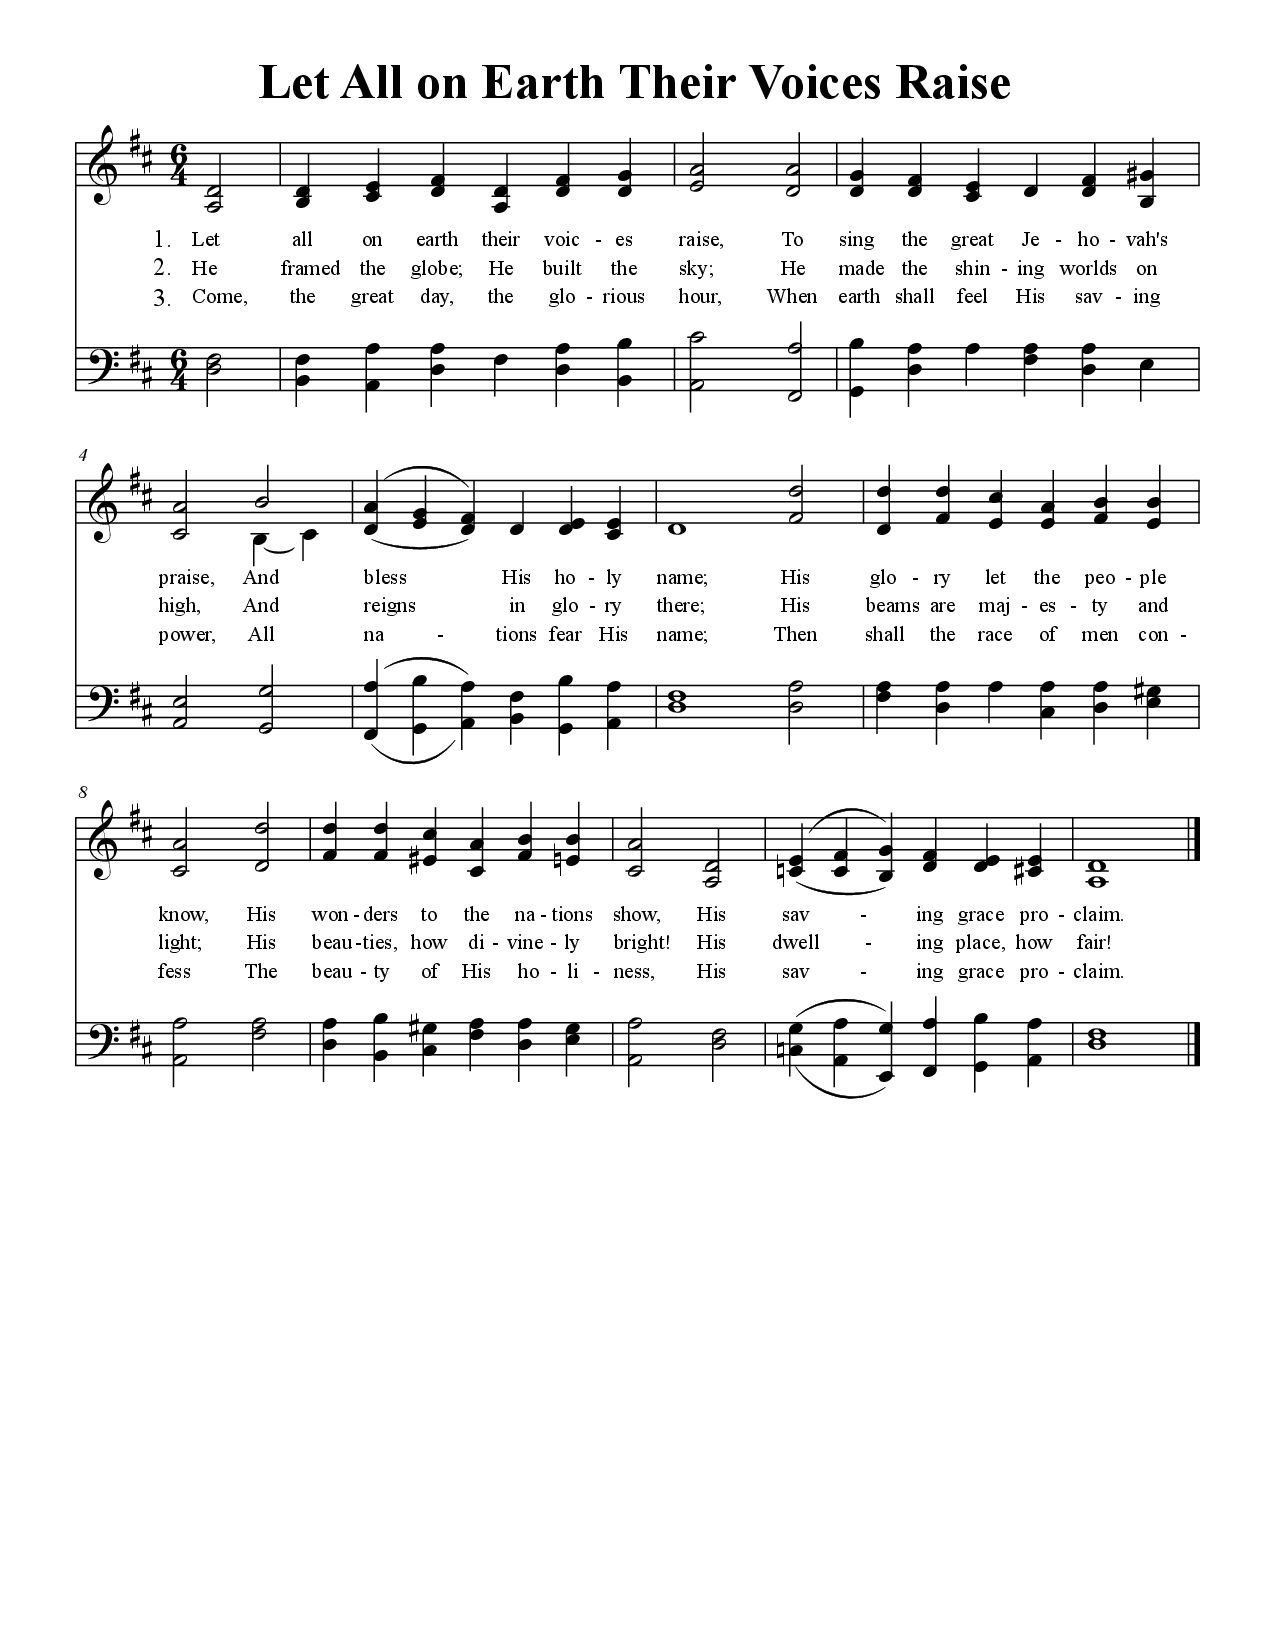 Let All on Earth Their Voices Raise
6
4
1. Let all on earth their voic - es raise, To sing the great Je - ho - vah's
2. He framed the globe; He built the sky; He made the shin - ing worlds on
3. Come, the great day, the glo - rious hour, When earth shall feel His sav - ing
6
4
4
praise, And bless His ho - ly name; His glo - ry let the peo - ple
high, And reigns in glo - ry there; His beams are maj - es - ty and
power, All na - tions fear His name; Then shall the race of men con -
8
know, His won - ders to the na - tions show, His sav - ing grace pro - claim.
light; His beau - ties, how di - vine - ly bright! His dwell - ing place, how fair!
fess The beau - ty of His ho - li - ness, His sav - ing grace pro - claim.